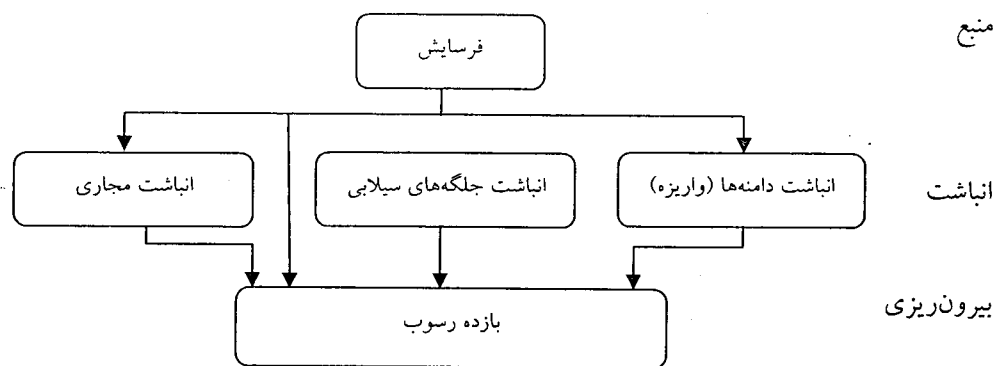 منبع
فرسایش
انباشت
انباشت دامنه‌ها (واریزه)
انباشت جلگه‌های سیلابی
انباشت مجاری
بیرون‌ریزی
بازده رسوب